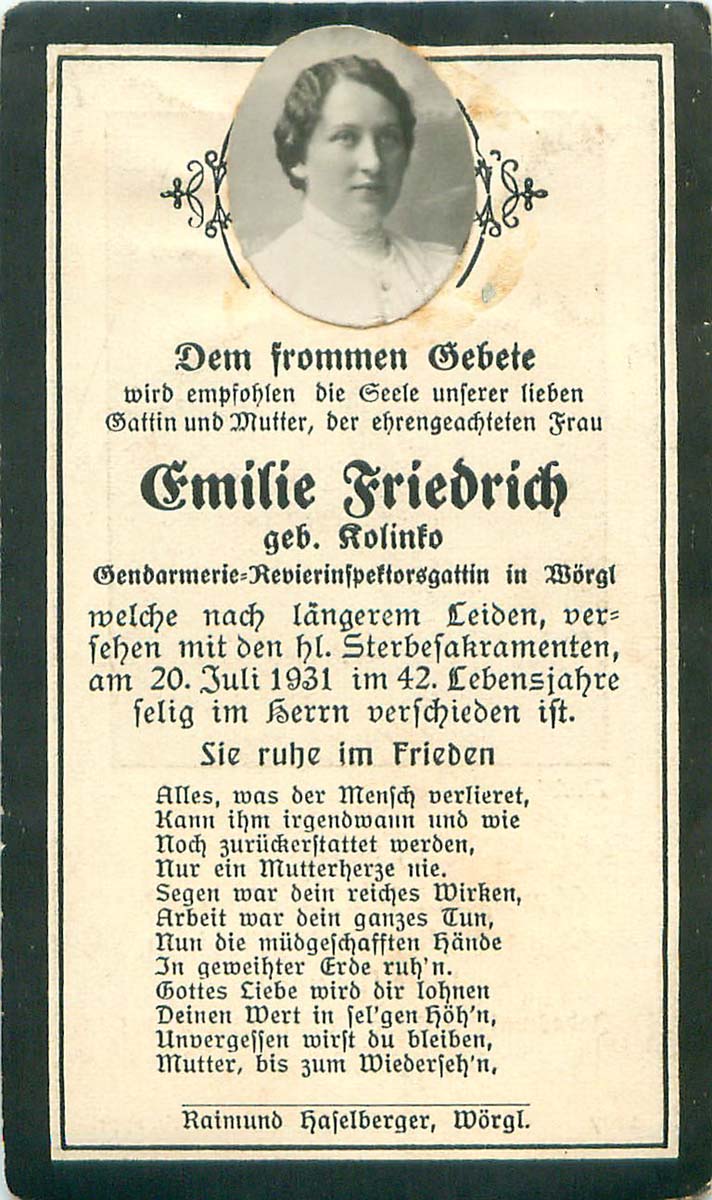 Dem frommen Gebete
wird empfohlen die Seele unserer lieben
Gattin und Mutter, der ehrengeachteten Frau
Emilie Friedrich
geb. Kolinko
Gendarmerie-Revierinspektorsgattin in Wörgl
welche nach längerem Leiden, ver-
sehen mit den hl. Sterbesakramenten,
am 20. Juli 1931 im 42. Lebensjahre
selig im Herrn verschieden ist.
Sie ruhe im Frieden
Alles, was der Mensch verlieret,
Kann ihm irgendwann und wie
Noch zurückerstattet werden,
Nur ein Mutterherze nie.
Segen war dein reiches Wirken,
Arbeit war dein ganzes Tun,
Nun die müdgeschafften Hände
In geweihter Erde ruh'n.
Gottes Liebe wird dir lohnen
Deinen Wert in sel'gen Höh'n,
Unvergessen wirst du bleiben,
Mutter, bis zum Wiederseh'n,
Raimund Haselberger, Wörgl.